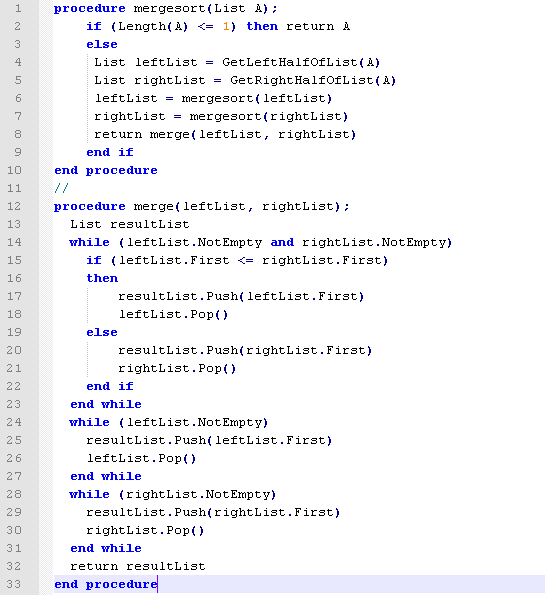 1 procedure mergesort(List A);
2 if (Length(A) <= 1) then return A
3 else
4 List leftList = GetLeftHalfOfList(A)
5 List rightList = GetRightHalfOfList(A)
6 leftList = mergesort(leftList)
7 rightList = mergesort(rightList)
8 return merge(leftList, rightList)
9 end if
10 end procedure
11 //
12 procedure merge(leftList, rightList);
13 List resultList
14 while (leftList.NotEmpty and rightList.NotEmpty)
15 if (leftList.First <= rightList.First)
16 then
17 resultList.Push(leftList.First)
18 leftList.Pop()
19 else
20 resultList.Push(rightList.First)
21 rightList.Pop()
22 end if
23 end while
24 while (leftList.NotEmpty)
25 resultList.Push(leftList.First)
26 leftList.Pop()
27 end while
28 while (rightList.NotEmpty)
29 resultList.Push(rightList.First)
30 rightList.Pop()
31 end while
32 return resultList
33 end procedure